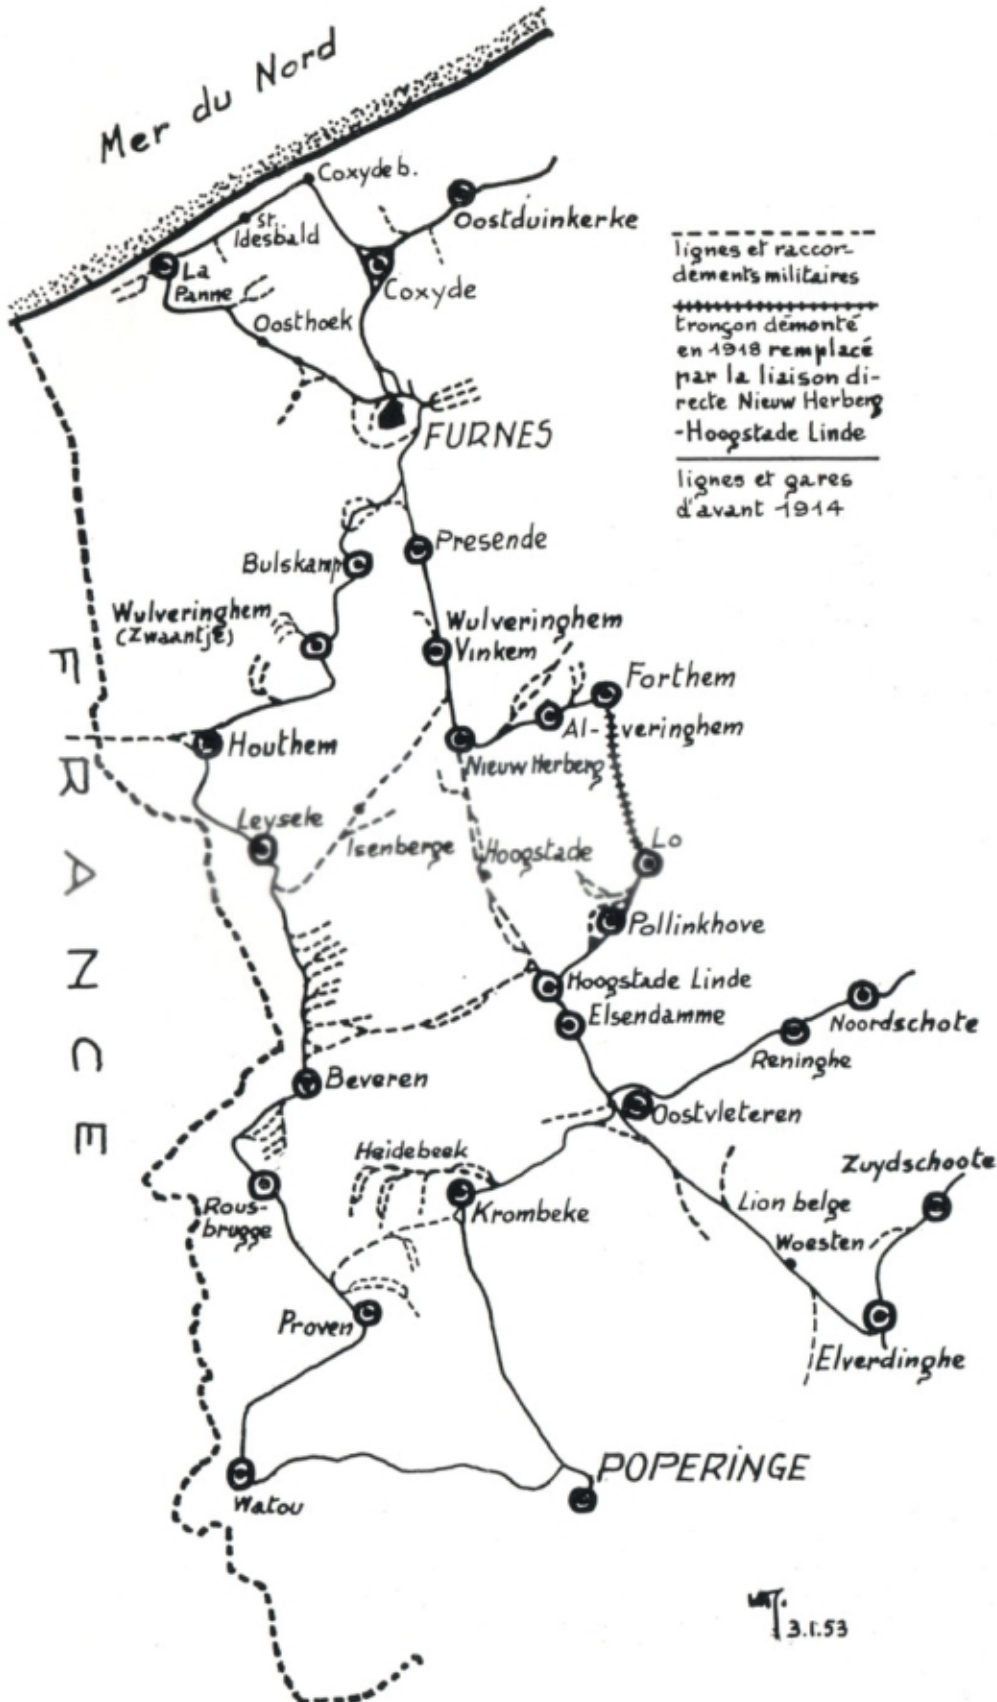 Mer du Nord
Coxyde b.
St.
Idesbald
Oostduinkerke
La
Panne
Coxyde
Oosthoek
FURNES
lignes et raccor-
dements militaires
tronçon démonté
en 1918 remplacé
par la liaison di-
recte Nieuw Herberg
-Hoogstade Linde
lignes et gares
d'avant 1914
Presende
Bulskamp
Wulveringhem
(Zwaantje)
Wulveringhem
Vinkem
Forthem
Al-veringhem
Houthem
Nieuw Herberg
Leysele
Isenberge
Hoogstade
Lo
Pollinkhove
Hoogstade Linde
Elsendamme
Noordschote
Reninghe
Beveren
Oostvleteren
FRANCE
Heidebeek
Zuydschoote
Rous-
brugge
Krombeke
Lion belge
Woesten
Proven
Elverdinghe
POPERINGE
Watou
3.1.53